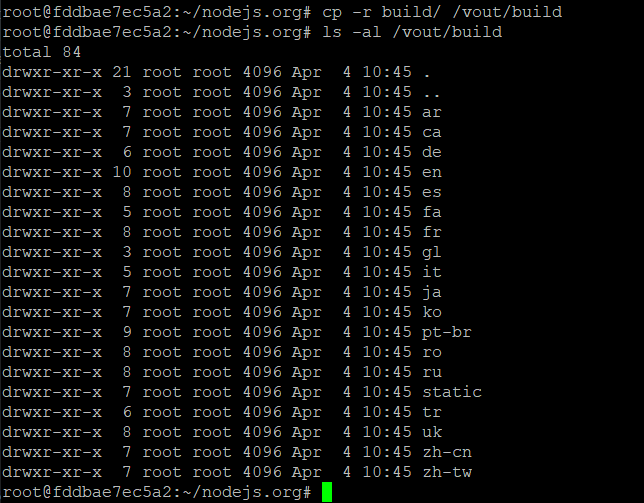 root@fddbae7ec5a2:~/nodejs.org# cp -r build/ /vout/build
root@fddbae7ec5a2:~/nodejs.org# ls -al /vout/build
total 84
drwxr-xr-x 21 root root 4096 Apr  4 10:45 .
drwxr-xr-x  3 root root 4096 Apr  4 10:45 ..
drwxr-xr-x  7 root root 4096 Apr  4 10:45 ar
drwxr-xr-x  7 root root 4096 Apr  4 10:45 ca
drwxr-xr-x  6 root root 4096 Apr  4 10:45 de
drwxr-xr-x 10 root root 4096 Apr  4 10:45 en
drwxr-xr-x  8 root root 4096 Apr  4 10:45 es
drwxr-xr-x  5 root root 4096 Apr  4 10:45 fa
drwxr-xr-x  8 root root 4096 Apr  4 10:45 fr
drwxr-xr-x  3 root root 4096 Apr  4 10:45 gl
drwxr-xr-x  5 root root 4096 Apr  4 10:45 it
drwxr-xr-x  7 root root 4096 Apr  4 10:45 ja
drwxr-xr-x  7 root root 4096 Apr  4 10:45 ko
drwxr-xr-x  9 root root 4096 Apr  4 10:45 pt-br
drwxr-xr-x  8 root root 4096 Apr  4 10:45 ro
drwxr-xr-x  8 root root 4096 Apr  4 10:45 ru
drwxr-xr-x  7 root root 4096 Apr  4 10:45 static
drwxr-xr-x  6 root root 4096 Apr  4 10:45 tr
drwxr-xr-x  8 root root 4096 Apr  4 10:45 uk
drwxr-xr-x  7 root root 4096 Apr  4 10:45 zh-cn
drwxr-xr-x  7 root root 4096 Apr  4 10:45 zh-tw
root@fddbae7ec5a2:~/nodejs.org#